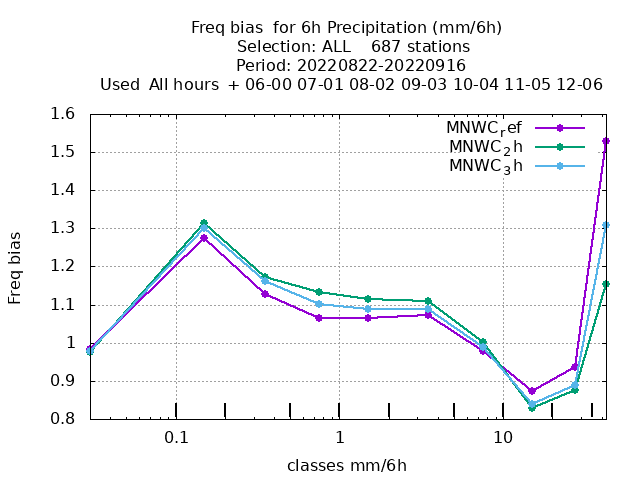 Freq bias  for 6h Precipitation (mm/6h)
Selection: ALL    687 stations
Period: 20220822-20220916
Used  All hours  + 06-00 07-01 08-02 09-03 10-04 11-05 12-06
1.6
1.5
1.4
1.3
1.2
1.1
1
0.9
0.8
Freq bias
MNWC_ref
MNWC_2h
MNWC_3h
0.1
1
10
classes mm/6h